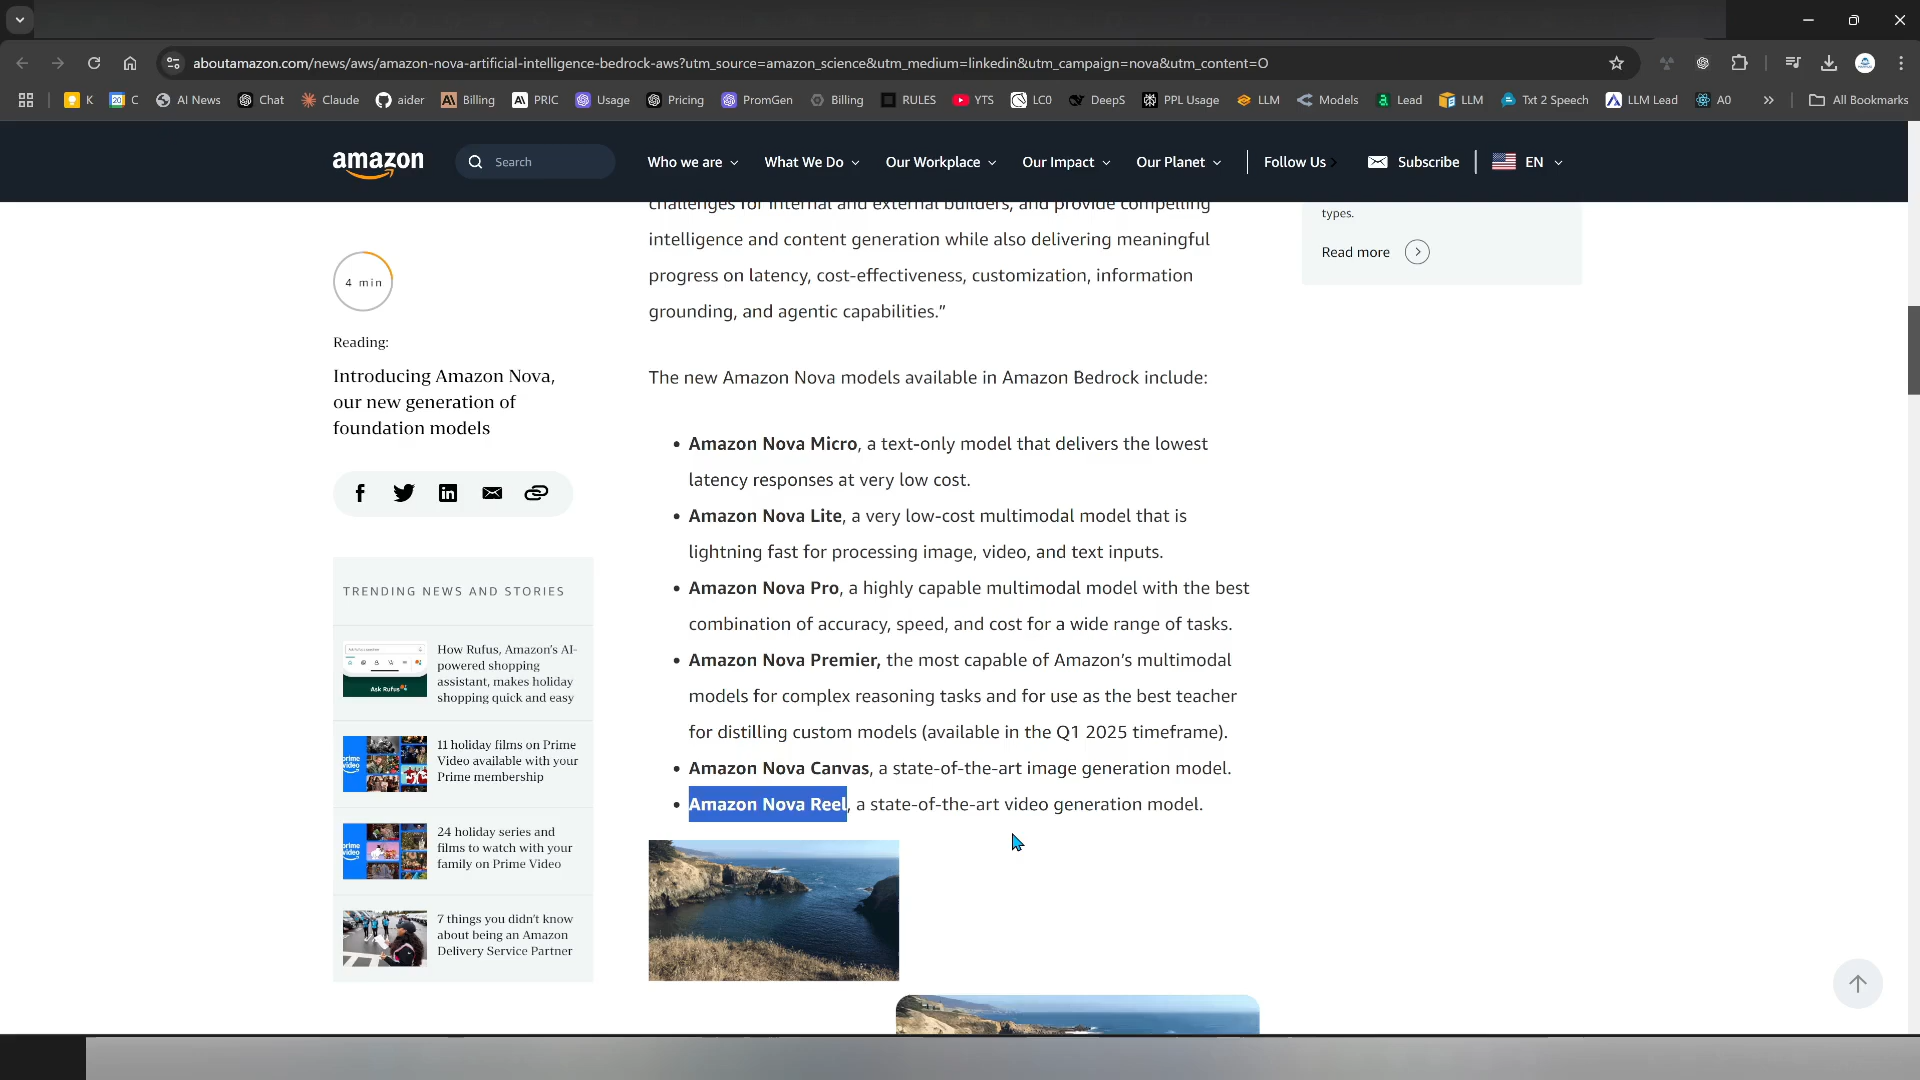 aboutamazon.com/news/aws/amazon-nova-artificial-intelligence-bedrock-aws?utm_source=amazon_science&utm_medium=linkedin&utm_campaign=nova&utm_content=O
K
20 C
AI News
Chat
Claude
aider
Billing
PRIC
Usage
Pricing
PromGen
Billing
RULES
YTS
LC0
DeepS
PPL Usage
LLM
Models
Lead
LLM
Txt 2 Speech
LLM Lead
A0
»
All Bookmarks
amazon
Search
Who we are
What We Do
Our Workplace
Our Impact
Our Planet
Follow Us
Subscribe
EN
challenges for internal and external builders, and provide compelling
intelligence and content generation while also delivering meaningful
progress on latency, cost-effectiveness, customization, information
grounding, and agentic capabilities.”
types.
Read more
4 min
Reading:
Introducing Amazon Nova,
our new generation of
foundation models
TRENDING NEWS AND STORIES
Ask Rufus
How Rufus, Amazon’s AI-
powered shopping
assistant, makes holiday
shopping quick and easy
prime
video
11 holiday films on Prime
Video available with your
Prime membership
prime
video
24 holiday series and
films to watch with your
family on Prime Video
7 things you didn’t know
about being an Amazon
Delivery Service Partner
The new Amazon Nova models available in Amazon Bedrock include:
• Amazon Nova Micro, a text-only model that delivers the lowest
latency responses at very low cost.
• Amazon Nova Lite, a very low-cost multimodal model that is
lightning fast for processing image, video, and text inputs.
• Amazon Nova Pro, a highly capable multimodal model with the best
combination of accuracy, speed, and cost for a wide range of tasks.
• Amazon Nova Premier, the most capable of Amazon’s multimodal
models for complex reasoning tasks and for use as the best teacher
for distilling custom models (available in the Q1 2025 timeframe).
• Amazon Nova Canvas, a state-of-the-art image generation model.
• Amazon Nova Reel, a state-of-the-art video generation model.